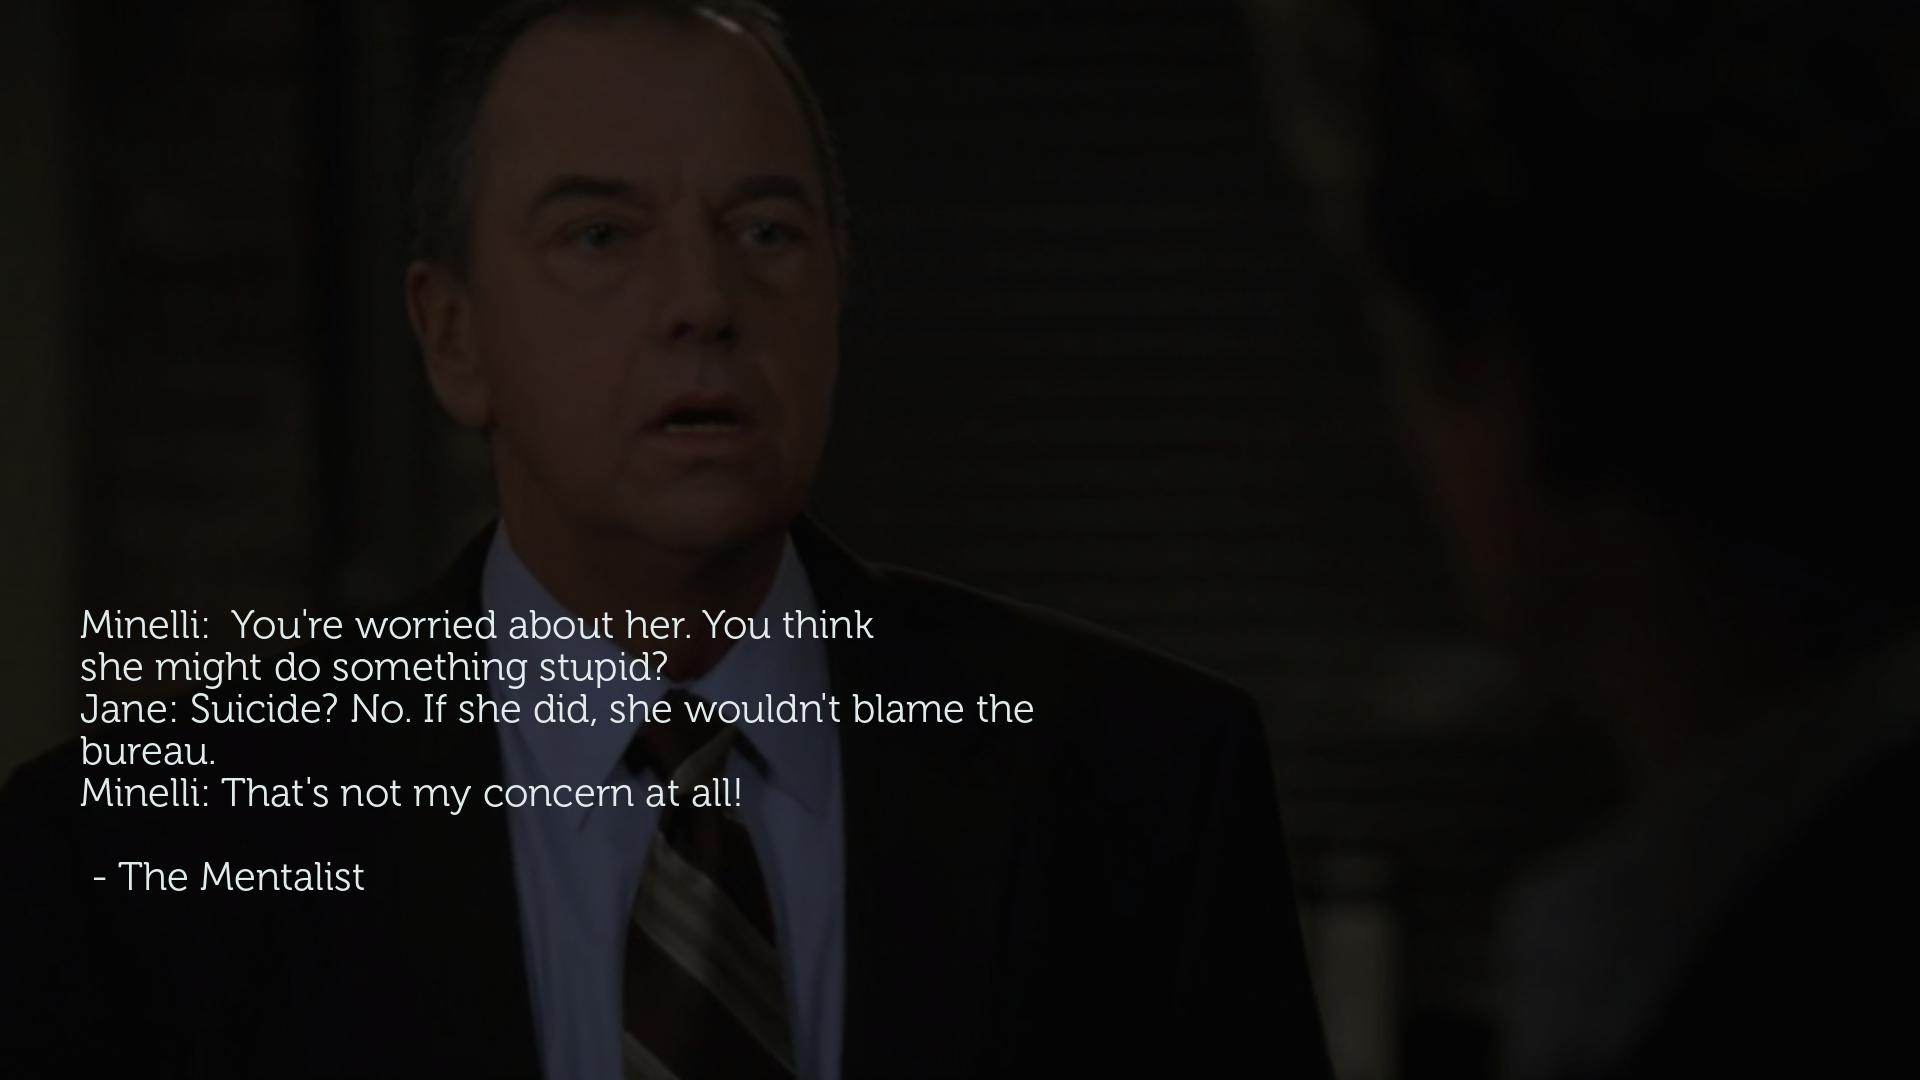 Minelli:  You're worried about her. You think
she might do something stupid?
Jane: Suicide? No. If she did, she wouldn't blame the
bureau.
Minelli: That's not my concern at all!
- The Mentalist